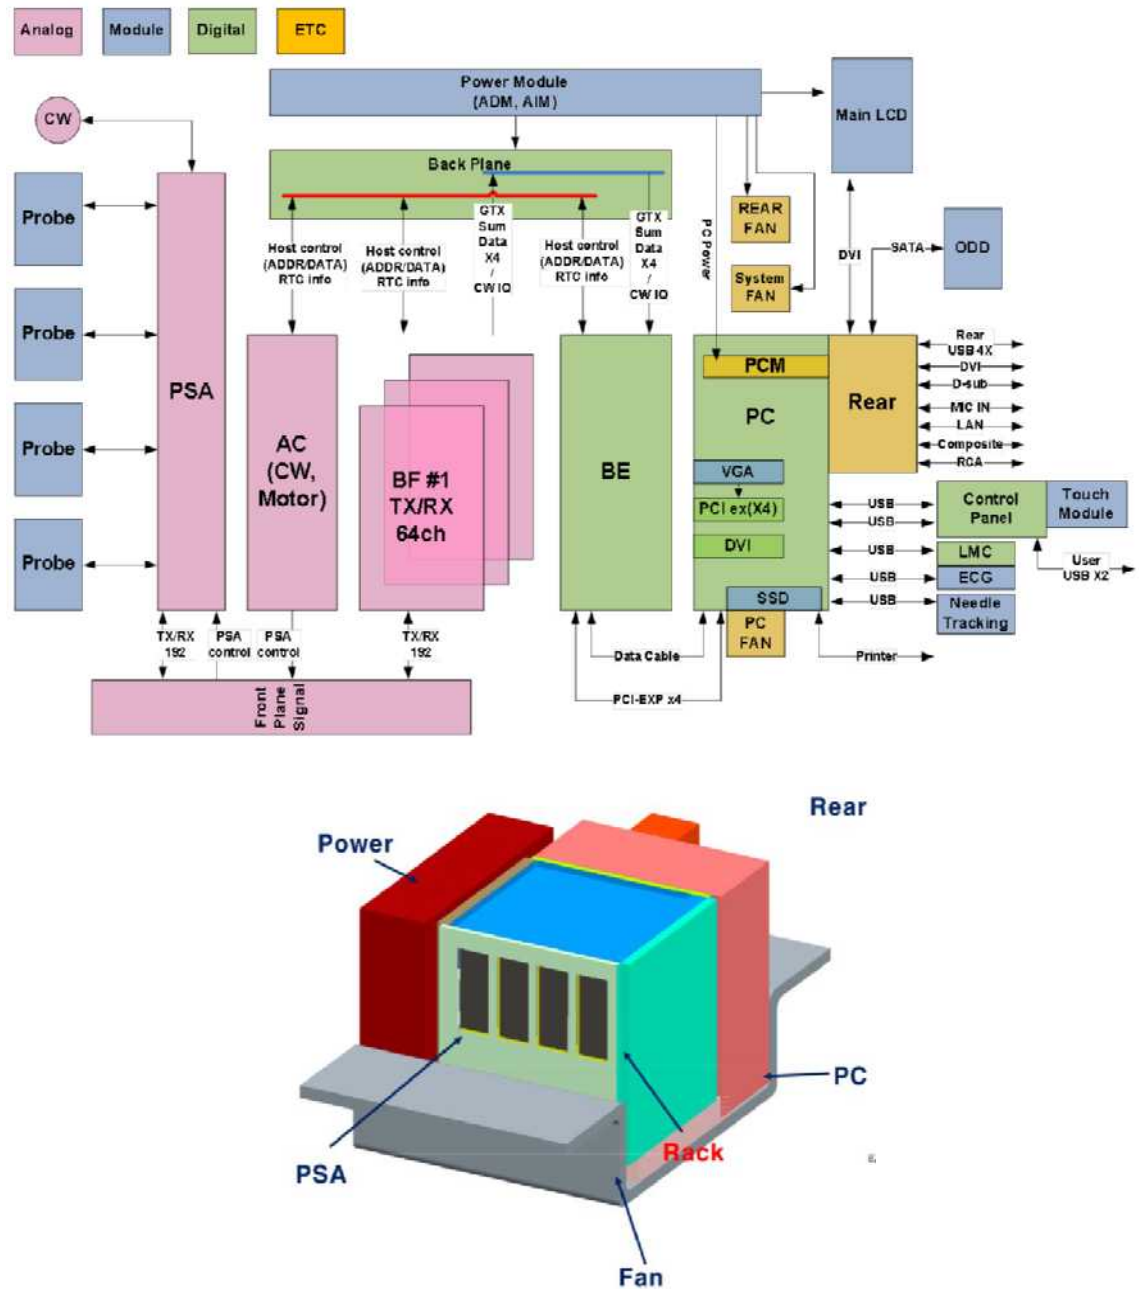 Analog
Module
Digital
ETC
Power Module
(ADM, AIM)
Main LCD
CW
Back Plane
Probe
Probe
Probe
Probe
PSA
Host control
(ADDR/DATA)
RTC info
Host control
(ADDR/DATA)
RTC info
GTX
Sum
Data
X4
/
CW IQ
Host control
(ADDR/DATA)
RTC info
GTX
Sum
Data
X4
/
CW IQ
PC Power
REAR
FAN
System
FAN
DVI
SATA
ODD
AC
(CW,
Motor)
BF #1
TX/RX
64ch
BE
PCM
PC
Rear
VGA
PCI ex(X4)
DVI
SSD
PC
FAN
Rear
USB 4X
DVI
D-sub
MIC IN
LAN
Composite
RCA
USB
USB
USB
USB
USB
Control
Panel
Touch
Module
LMC
ECG
Needle
Tracking
User
USB X2
Printer
TX/RX
192
PSA
control
PSA
control
TX/RX
192
Data Cable
PCI-EXP x4
Front
Plane
Signal
Rear
Power
PC
Rack
PSA
Fan